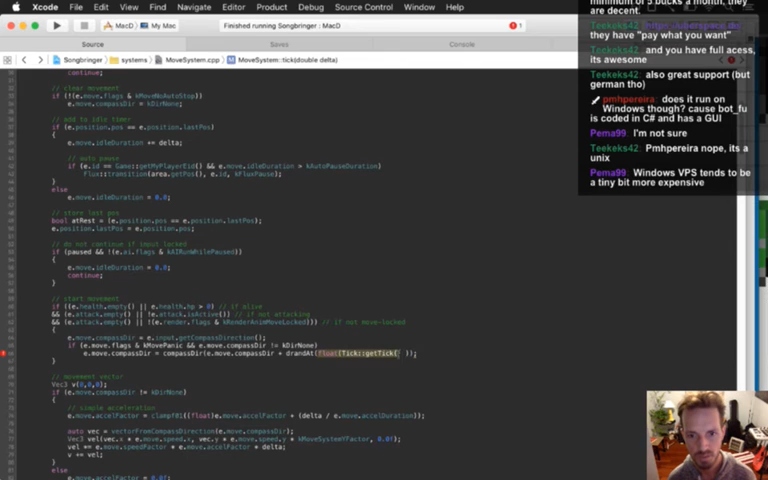 Xcode File Edit View Find Navigate Editor Product Debug Source Control Window Help
MacD My Mac
Finished running Songbringer : MacD
1
Source Saves Console
Songbringer systems MoveSystem.cpp MoveSystem::tick(double delta)
continue;
// clear movement
if (!(e.move.flags & kMoveNoAutoStop))
e.move.compassDir = kDirNone;
// add to idle timer
if (e.position.pos == e.position.lastPos)
{
e.move.idleDuration += delta;
// auto pause
if (e.id == Game::getMyPlayerEid() && e.move.idleDuration > kAutoPauseDuration)
Flux::transition(area.getPos(), e.id, kFluxPause);
}
else
e.move.idleDuration = 0.0;
// store last pos
bool atRest = (e.position.pos == e.position.lastPos);
e.position.lastPos = e.position.pos;
// do not continue if input locked
if (paused && !(e.ai.flags & kAIRunWhilePaused))
{
e.move.idleDuration = 0.0;
continue;
}
// start movement
if ((e.health.empty() || e.health.hp > 0) // if alive
&& (e.attack.empty() || !e.attack.isActive()) // if not attacking
&& (e.attack.empty() || !(e.render.flags & kRenderAnimMoveLocked))) // if not move-locked
{
e.move.compassDir = e.input.getCompassDirection();
if (e.move.flags & kMovePanic && e.move.compassDir != kDirNone)
e.move.compassDir = compassDir(e.move.compassDir + drandAt(float(Tick::getTick( ));
}
// movement vector
Vec3 v(0,0,0);
if (e.move.compassDir != kDirNone)
{
// simple acceleration
e.move.accelFactor = clampf01((float)e.move.accelFactor + (delta / e.move.accelDuration));
auto vec = vectorFromCompassDirection(e.move.compassDir);
Vec3 vel(vec.x * e.move.speed.x, vec.y * e.move.speed.y * kMoveSystemYFactor, 0.0f);
vel *= e.move.speedFactor * e.move.accelFactor * delta;
v += vel;
}
else
e.move.accelFactor = 0.0f;
minimum of 5 bucks a month, they
are decent.
they have "pay what you want"
Teekeks42: and you have full acess,
its awesome
Teekeks42: also great support (but
german tho)
pmhpereira: does it run on
Windows though? cause bot_fu
is coded in C# and has a GUI
Pema99: I'm not sure
Teekeks42: Pmhpereira nope, its a
unix
Pema99: Windows VPS tends to be
a tiny bit more expensive